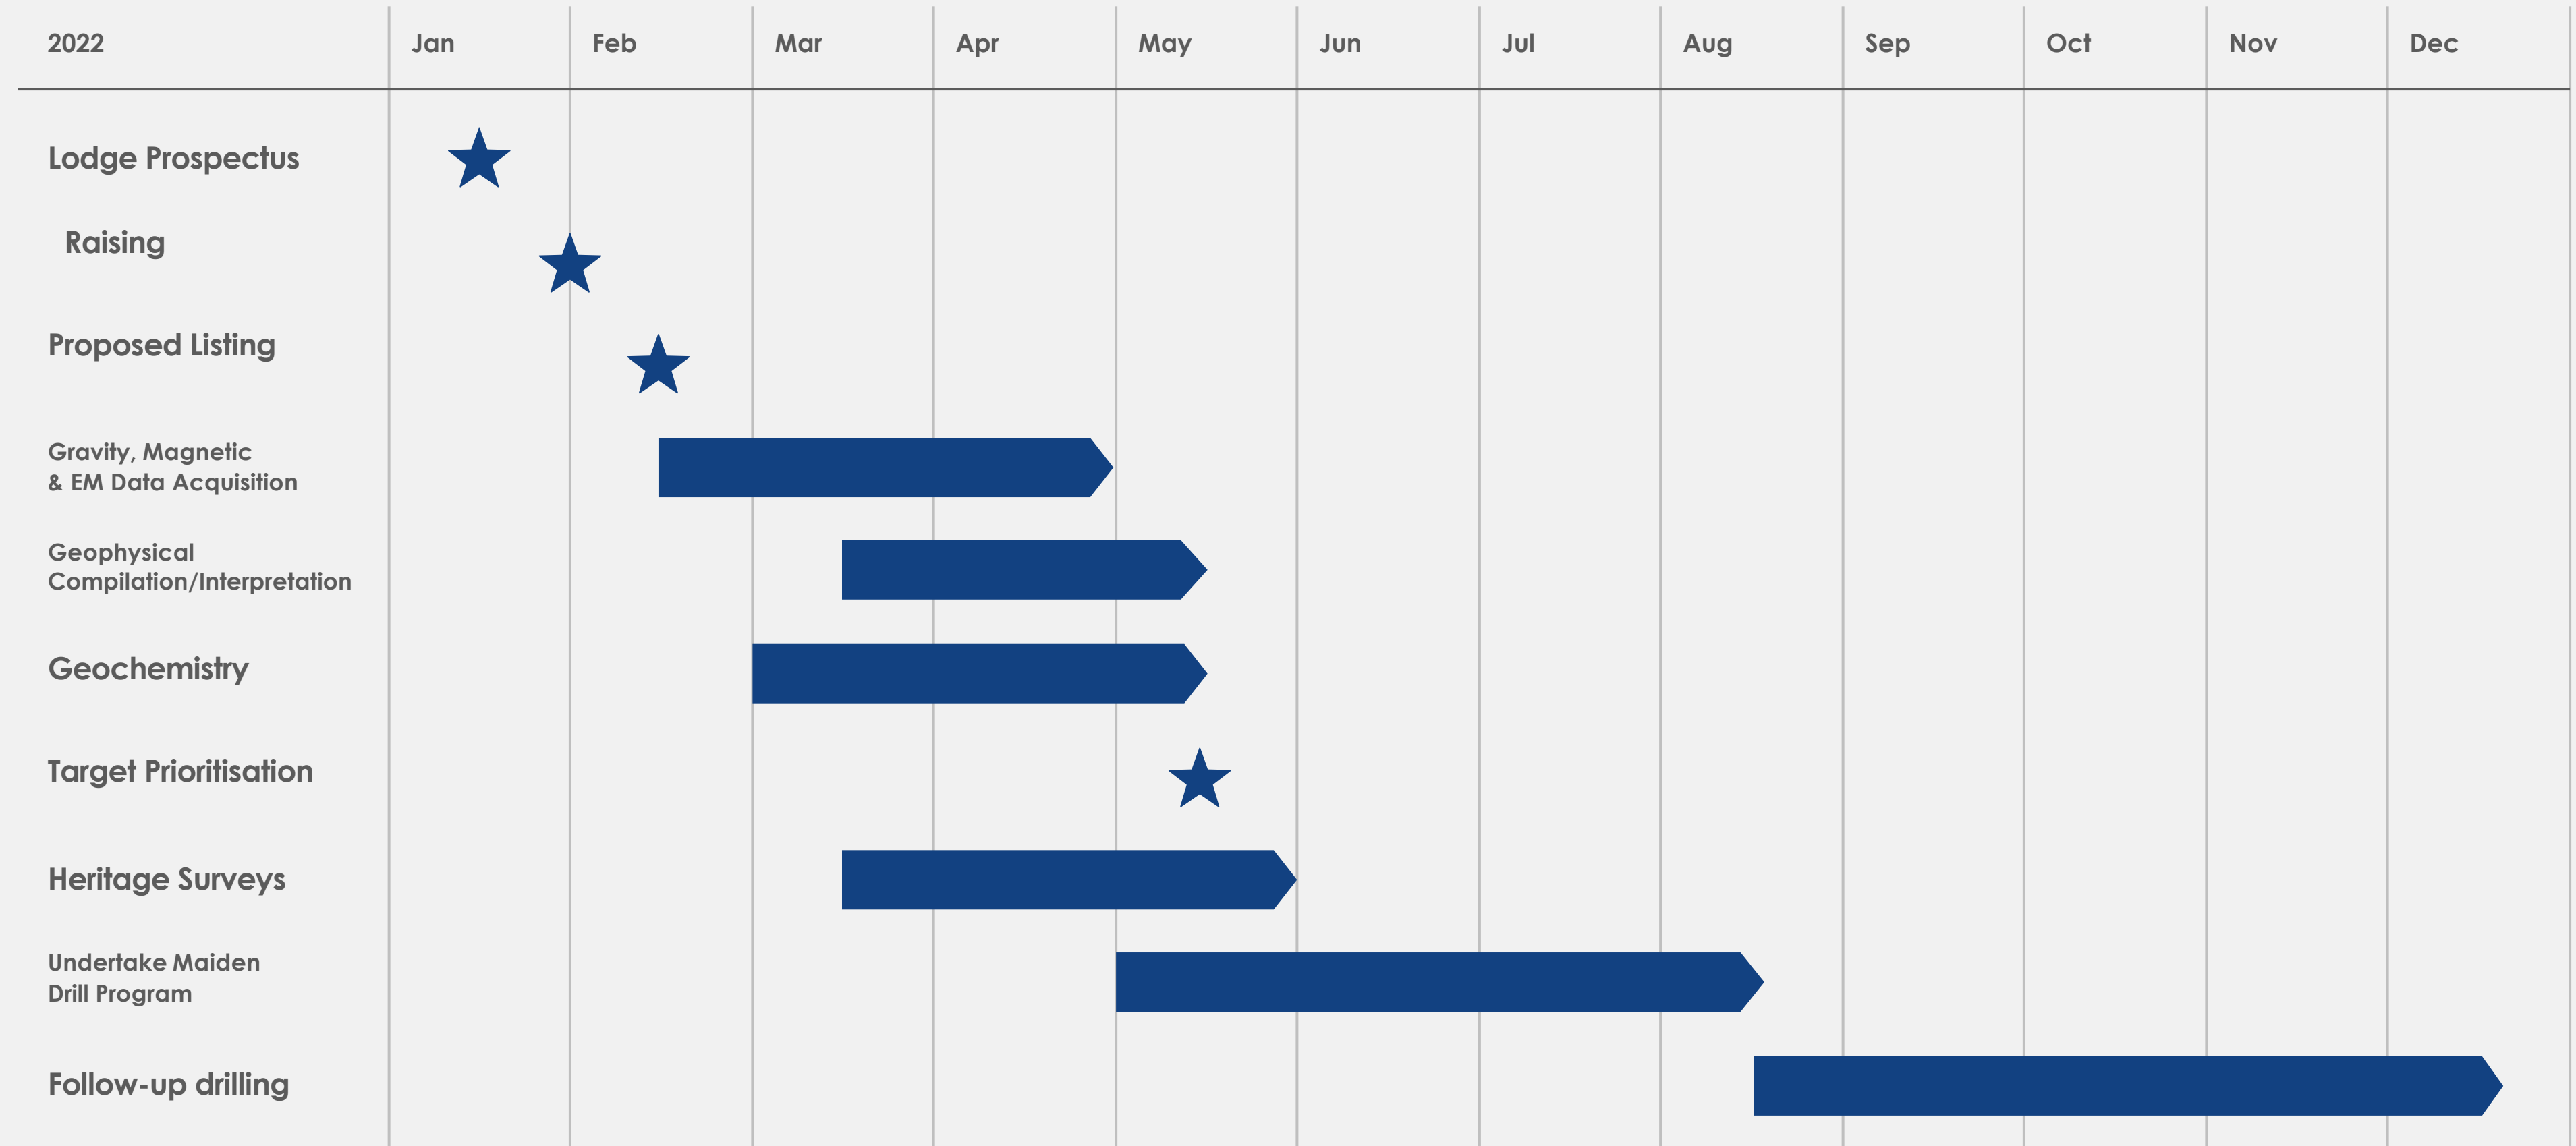 2022 Jan Feb Mar Apr May Jun Jul Aug Sep Oct Nov Dec
Lodge Prospectus
Raising
Proposed Listing
Gravity, Magnetic
& EM Data Acquisition
Geophysical
Compilation/Interpretation
Geochemistry
Target Prioritisation
Heritage Surveys
Undertake Maiden
Drill Program
Follow-up drilling